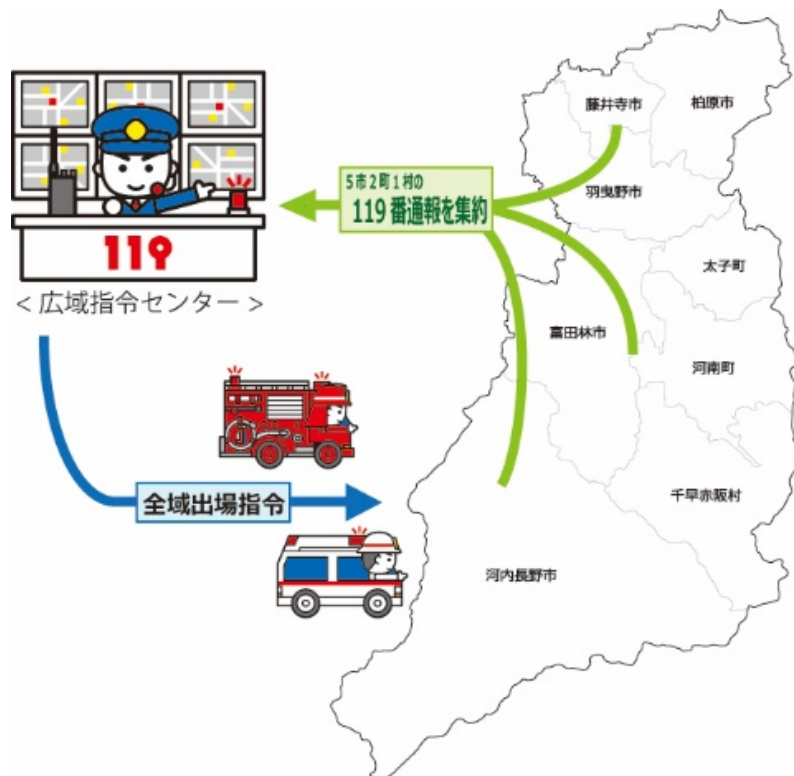 藤井寺市
柏原市
5市2町1村の
119番通報を集約
羽曳野市
119
太子町
<広域指令センター>
富田林市
河南町
全域出場指令
千早赤阪村
河内長野市